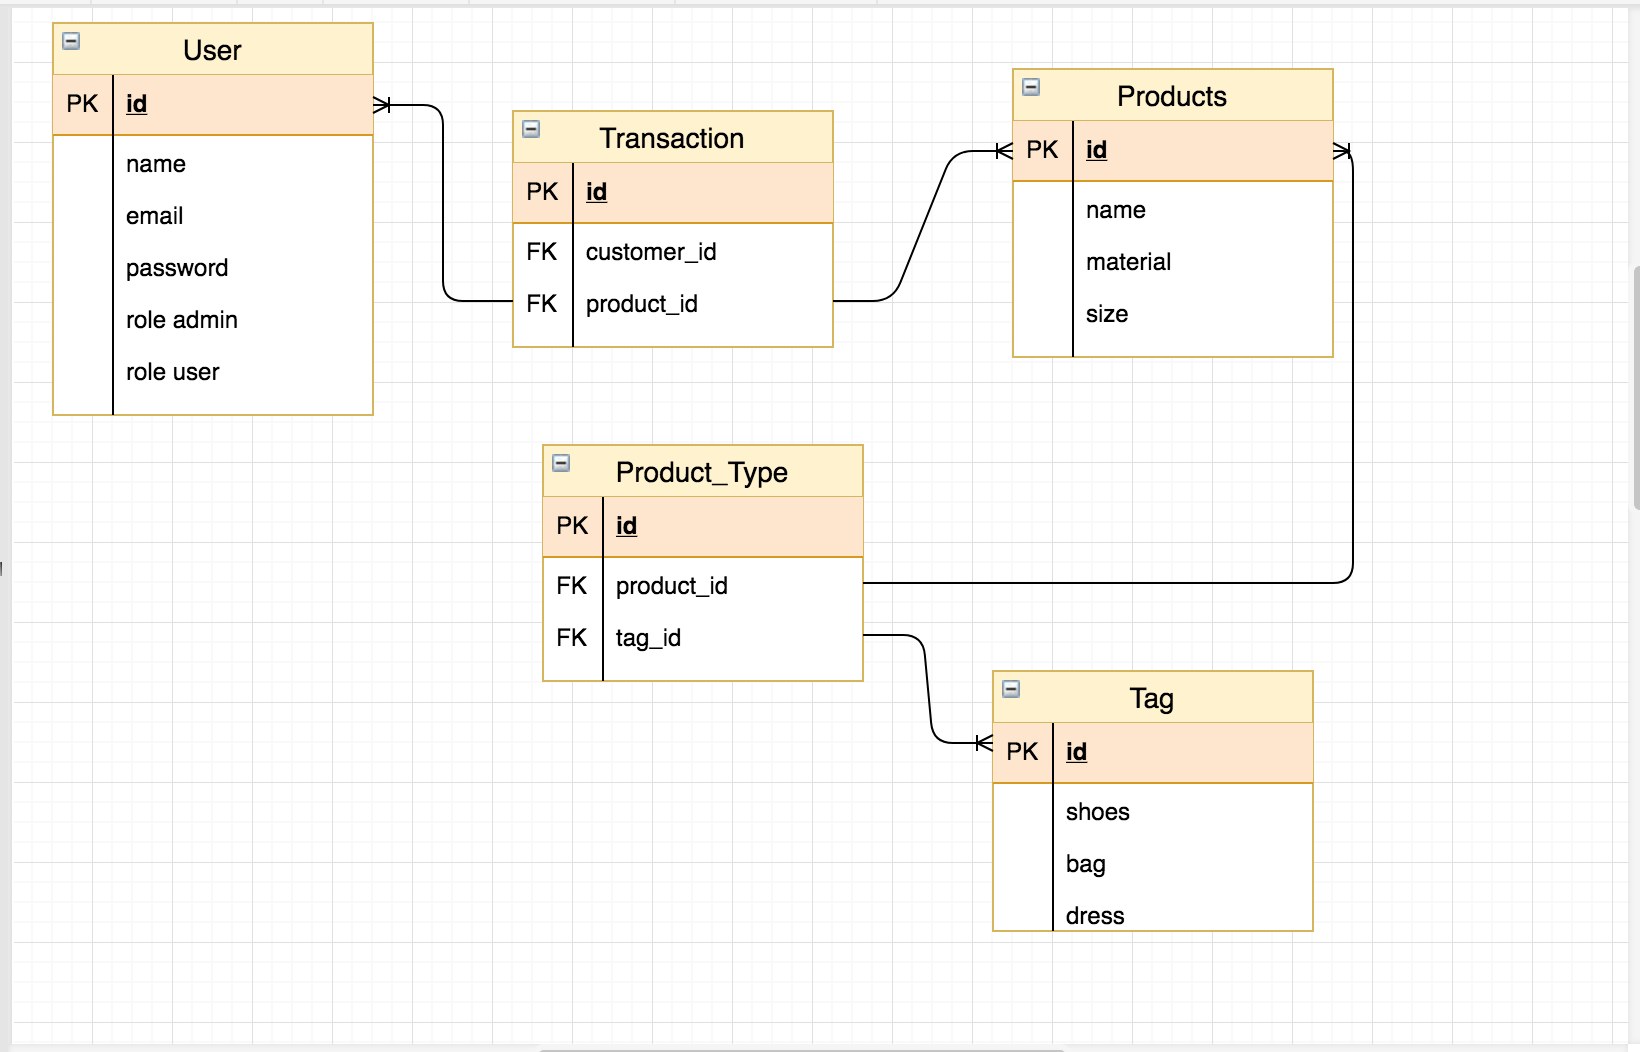 User
PK id
name
email
password
role admin
role user
Transaction
PK id
FK customer_id
FK product_id
Products
PK id
name
material
size
Product_Type
PK id
FK product_id
FK tag_id
Tag
PK id
shoes
bag
dress